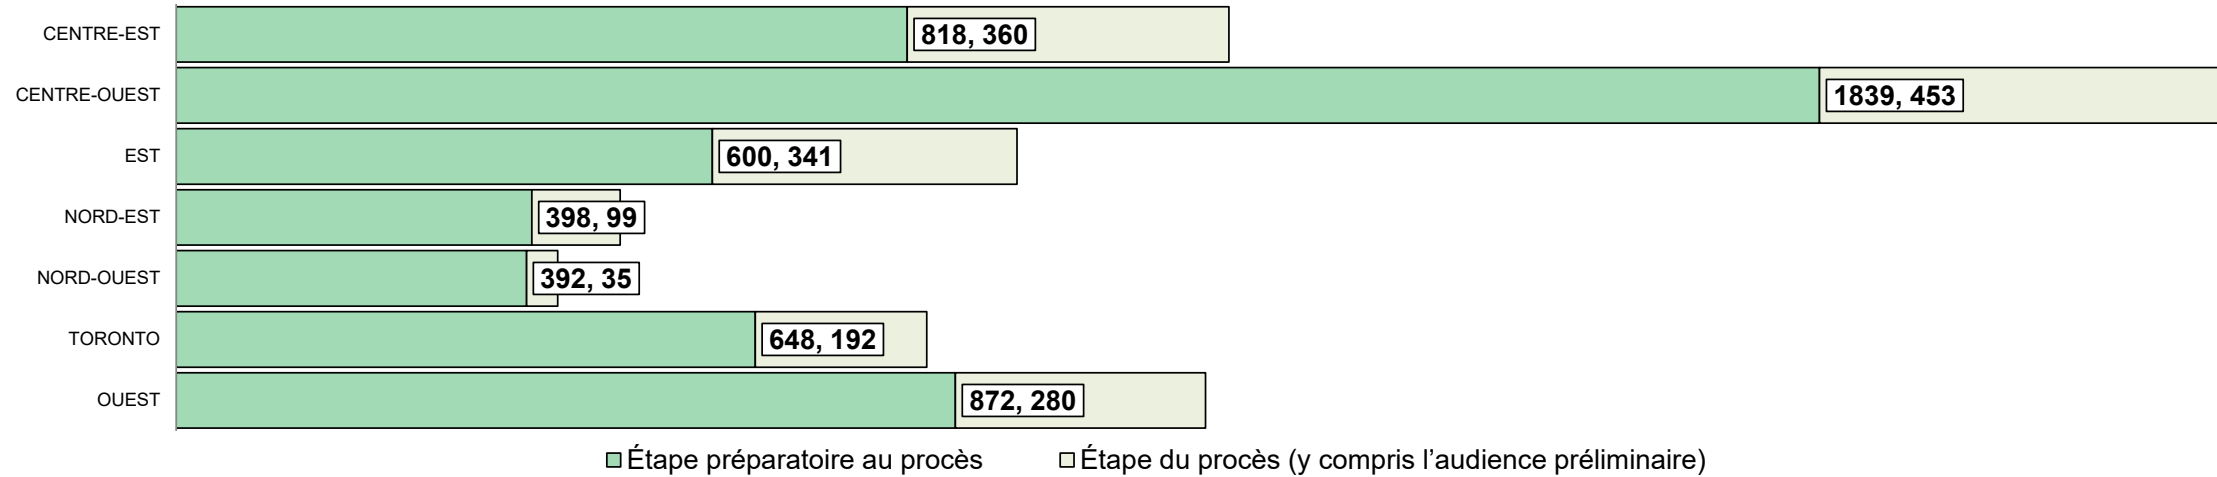 CENTRE-EST
818, 360
CENTRE-OUEST
1839, 453
EST
600, 341
NORD-EST
398, 99
NORD-OUEST
392, 35
TORONTO
648, 192
OUEST
872, 280
Étape préparatoire au procès
Étape du procès (y compris l’audience préliminaire)